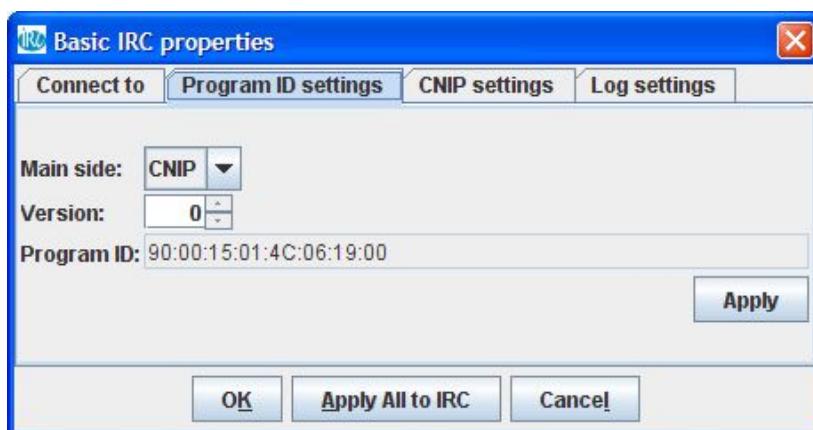 IRC Basic IRC properties
Connect to Program ID settings CNIP settings Log settings
Main side: CNIP
Version: 0
Program ID: 90:00:15:01:4C:06:19:00
Apply
OK Apply All to IRC Cancel